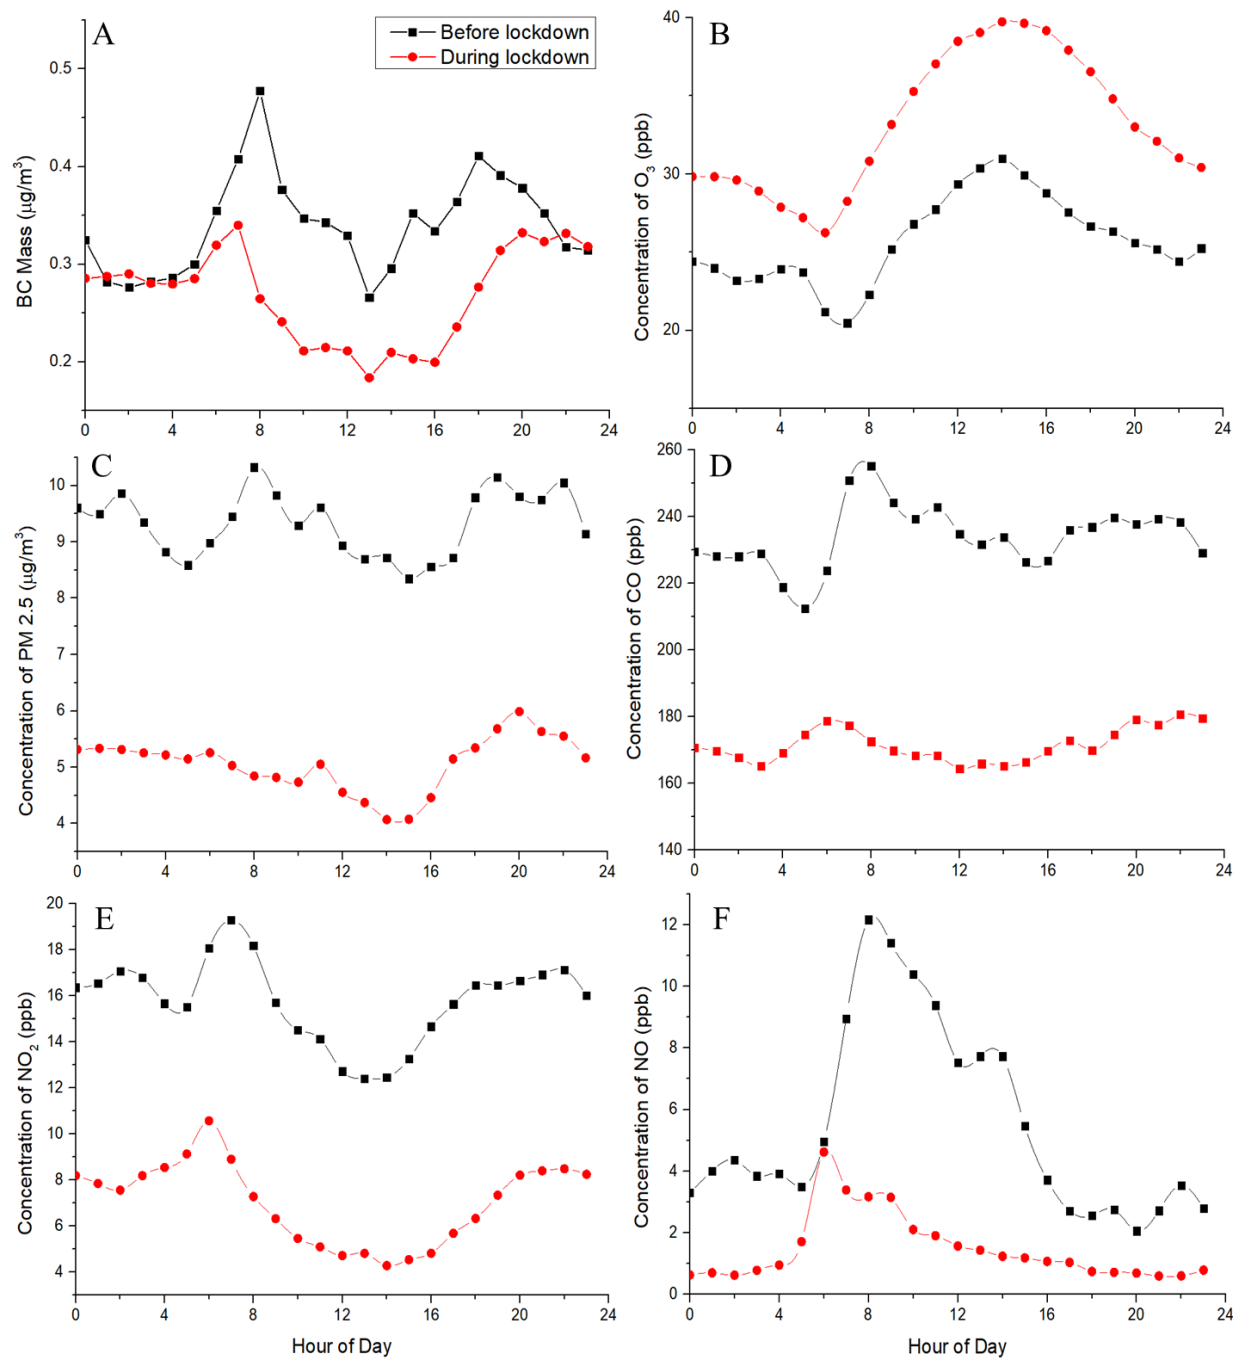 A
Before lockdown
During lockdown
BC Mass (μg/m³)
0.5
0.4
0.3
0.2
0 4 8 12 16 20 24
B
Concentration of O₃ (ppb)
40
30
20
0 4 8 12 16 20 24
C
Concentration of PM 2.5 (μg/m³)
10
9
8
7
6
5
4
0 4 8 12 16 20 24
D
Concentration of CO (ppb)
260
240
220
200
180
160
140
0 4 8 12 16 20 24
E
Concentration of NO₂ (ppb)
20
18
16
14
12
10
8
6
4
0 4 8 12 16 20 24
Hour of Day
F
Concentration of NO (ppb)
12
10
8
6
4
2
0
0 4 8 12 16 20 24
Hour of Day